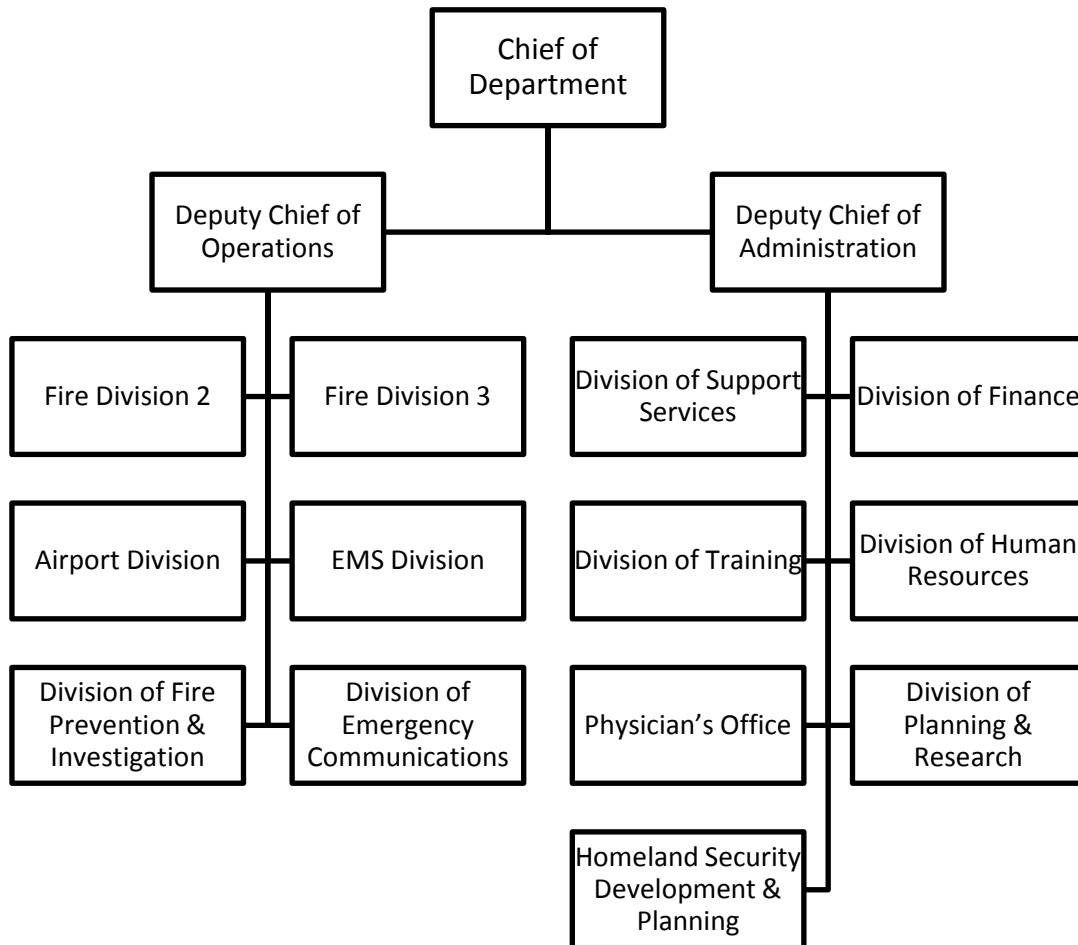 Chief of
Department
Deputy Chief of
Operations
Deputy Chief of
Administration
Fire Division 2
Fire Division 3
Division of Support
Services
Division of Finance
Airport Division
EMS Division
Division of Training
Division of Human
Resources
Division of Fire
Prevention &
Investigation
Division of
Emergency
Communications
Physician’s Office
Division of
Planning &
Research
Homeland Security
Development &
Planning